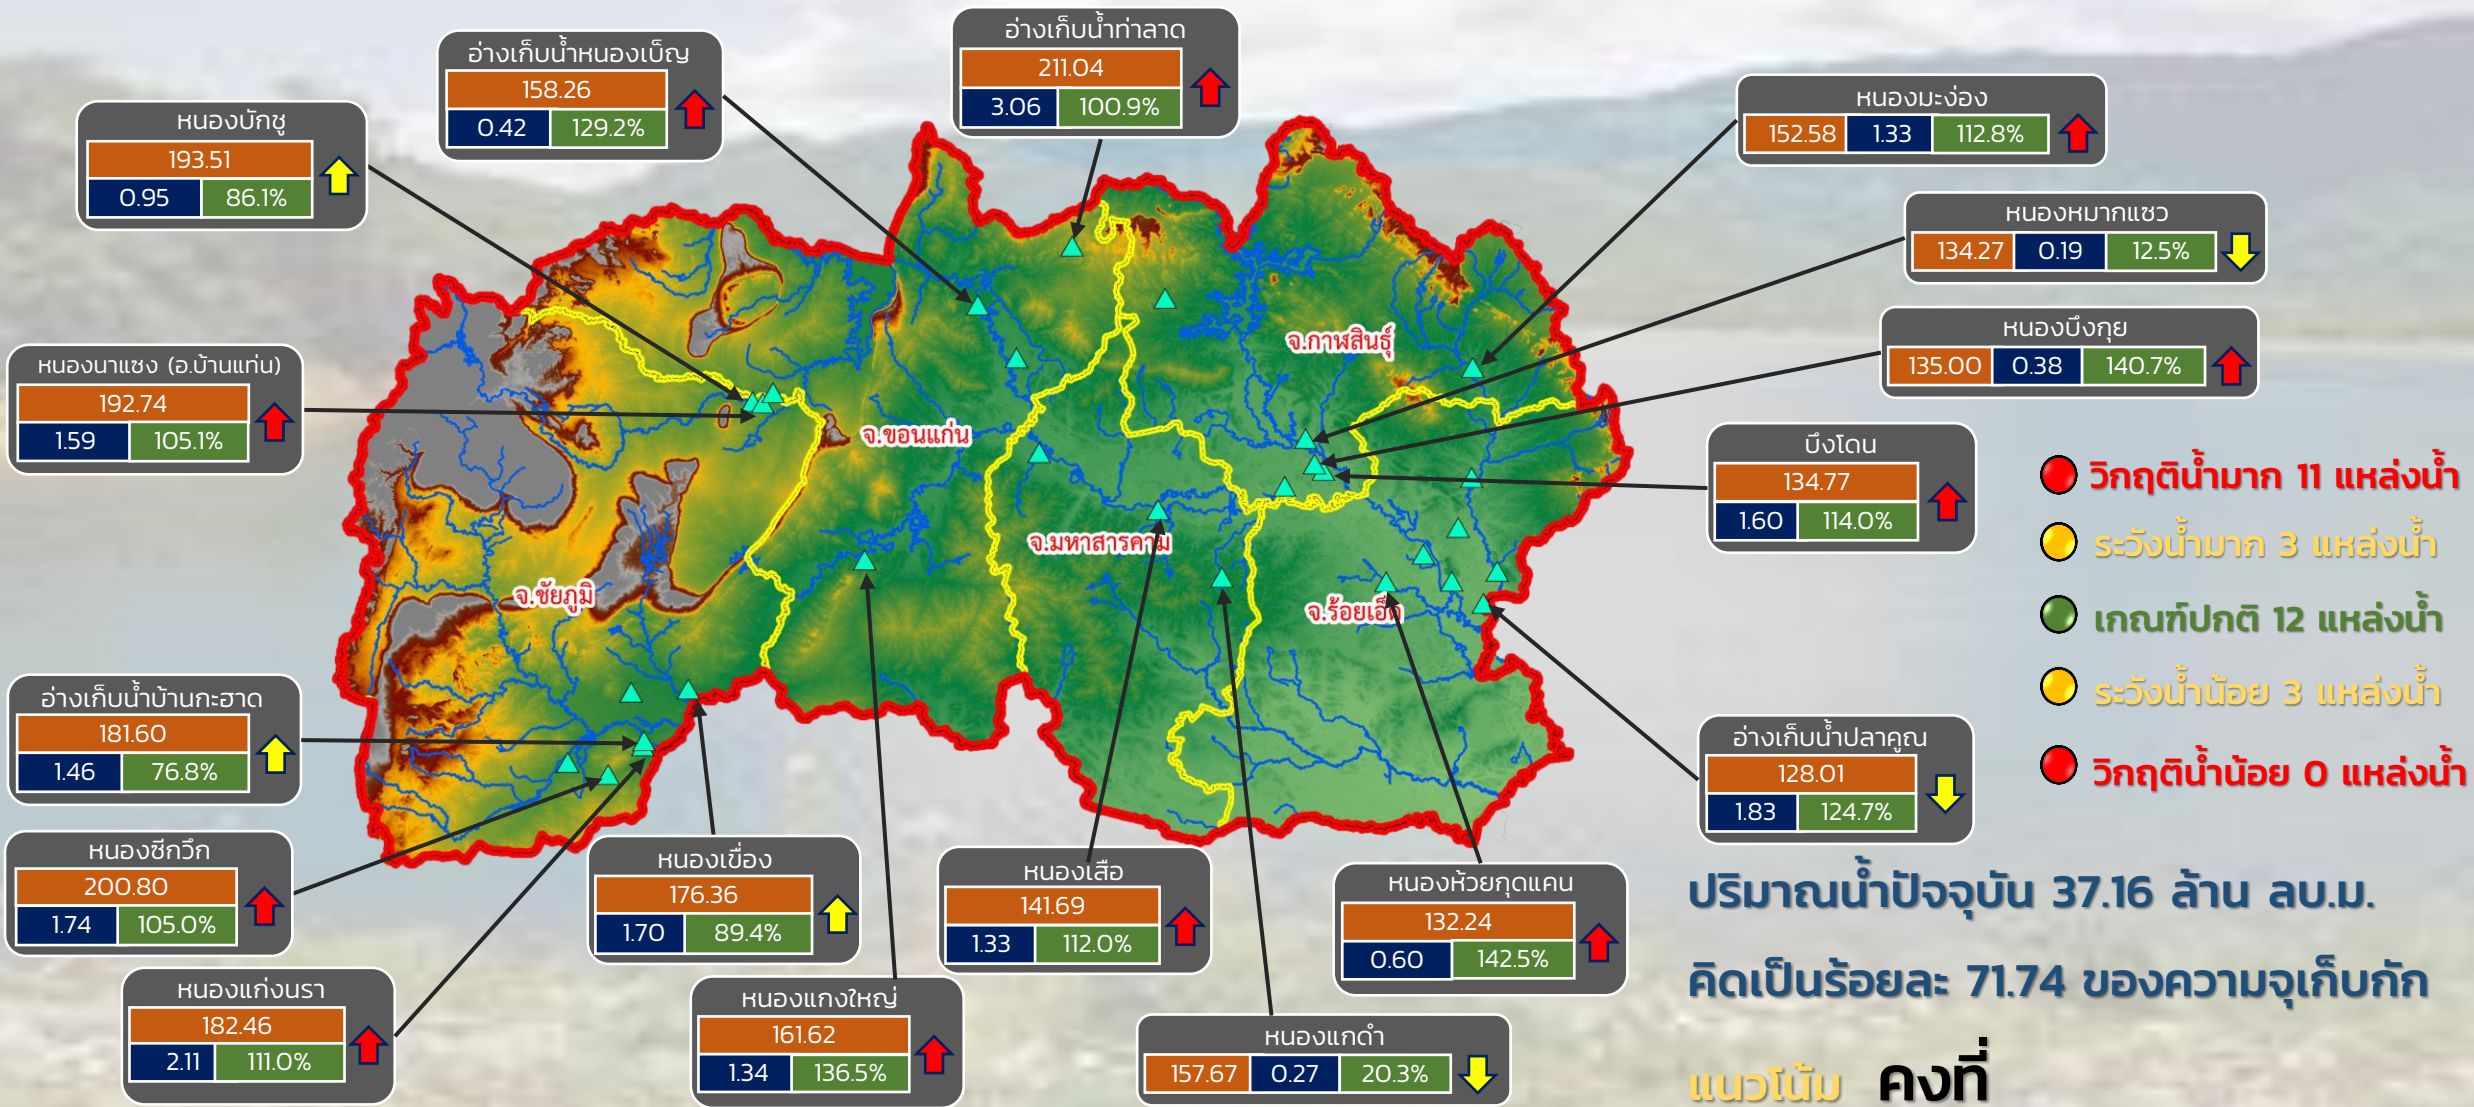 อ่างเก็บน้ำท่าลาด
211.04
3.06 100.9%
อ่างเก็บน้ำหนองเบ็ญ
158.26
0.42 129.2%
หนองบักชู
193.51
0.95 86.1%
หนองมะง่อง
152.58 1.33 112.8%
หนองหมากแซว
134.27 0.19 12.5%
หนองบึงกุย
135.00 0.38 140.7%
หนองนาแซง (อ.บ้านแท่น)
192.74
1.59 105.1%
บึงโดน
134.77
1.60 114.0%
จ.กาฬสินธุ์
จ.ขอนแก่น
จ.มหาสารคาม
จ.ชัยภูมิ
จ.ร้อยเอ็ด
วิกฤติน้ำมาก 11 แหล่งน้ำ
ระวังน้ำมาก 3 แหล่งน้ำ
เกณฑ์ปกติ 12 แหล่งน้ำ
ระวังน้ำน้อย 3 แหล่งน้ำ
วิกฤติน้ำน้อย 0 แหล่งน้ำ
อ่างเก็บน้ำบ้านกะฮาด
181.60
1.46 76.8%
อ่างเก็บน้ำปลาคูณ
128.01
1.83 124.7%
หนองซีกวึก
200.80
1.74 105.0%
หนองเขื่อง
176.36
1.70 89.4%
หนองเสือ
141.69
1.33 112.0%
หนองห้วยกุดแคน
132.24
0.60 142.5%
หนองแก่งนรา
182.46
2.11 111.0%
หนองแกงใหญ่
161.62
1.34 136.5%
หนองแกดำ
157.67 0.27 20.3%
ปริมาณน้ำปัจจุบัน 37.16 ล้าน ลบ.ม.
คิดเป็นร้อยละ 71.74 ของความจุเก็บกัก
แนวโน้ม คงที่